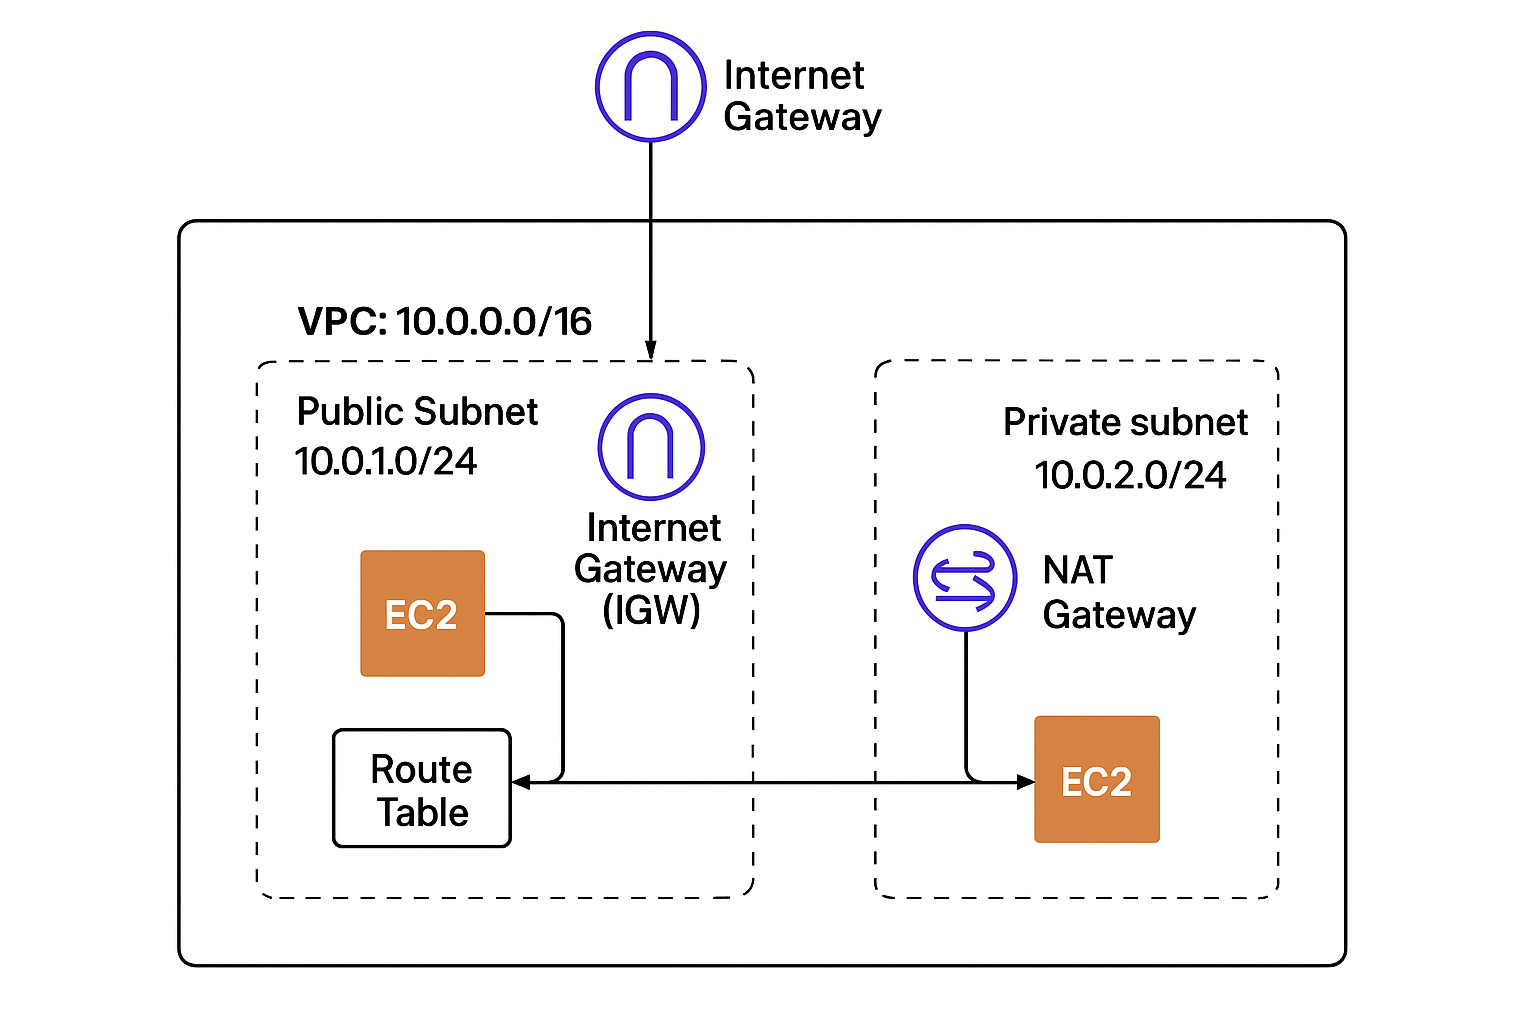 Internet
Gateway
VPC: 10.0.0.0/16
Public Subnet
10.0.1.0/24
Internet
Gateway
(IGW)
EC2
Route
Table
Private subnet
10.0.2.0/24
NAT
Gateway
EC2